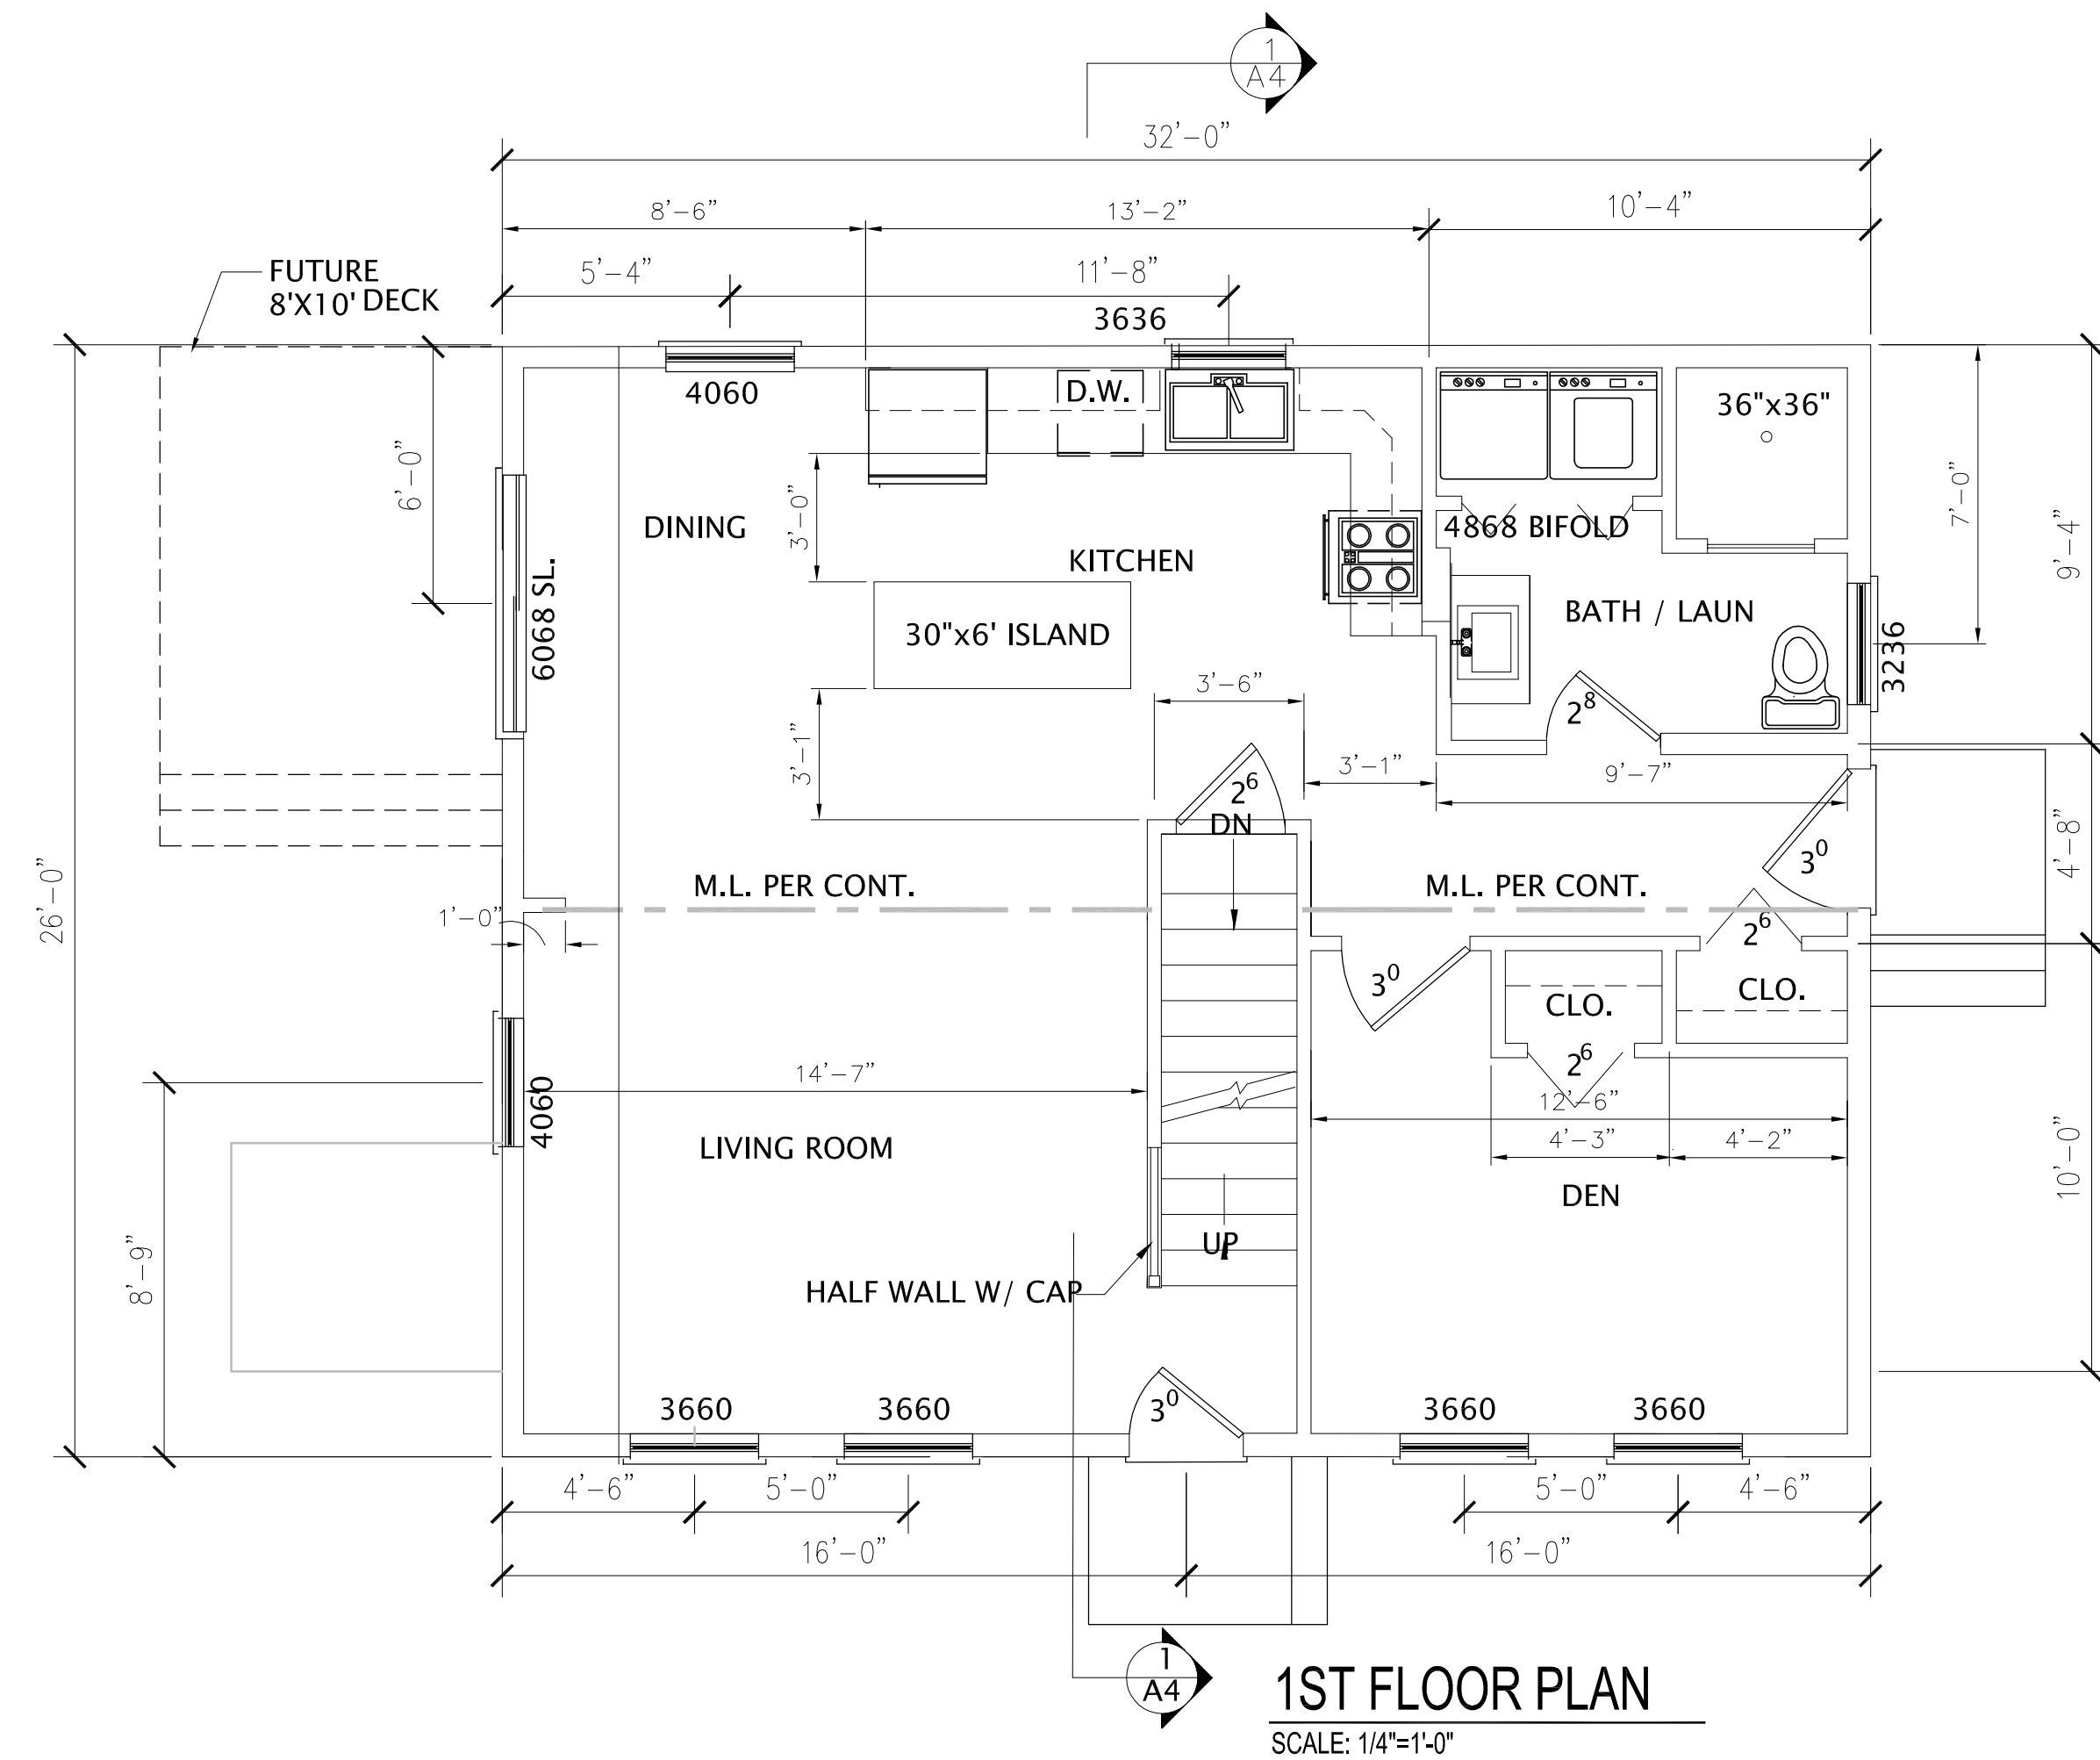 1
A4
32'-0"
8'-6"
13'-2"
10'-4"
5'-4"
11'-8"
FUTURE
8'X10' DECK
3636
4060
D.W.
36"x36"
6'-0"
3'-0"
7'-0"
9'-4"
DINING
4868 BIFOLD
KITCHEN
6068 SL.
30"x6' ISLAND
BATH / LAUN
3236
3'-6"
2⁸
3'-1"
3'-1"
9'-7"
2⁶
DN
3⁰
4'-8"
26'-0"
M.L. PER CONT.
M.L. PER CONT.
1'-0"
2⁶
3⁰
CLO.
CLO.
2⁶
14'-7"
12'-6"
4060
4'-3"
4'-2"
LIVING ROOM
10'-0"
DEN
UP
8'-9"
HALF WALL W/ CAP
3660
3660
3⁰
3660
3660
4'-6"
5'-0"
5'-0"
4'-6"
16'-0"
16'-0"
1
A4
1ST FLOOR PLAN
SCALE: 1/4"=1'-0"